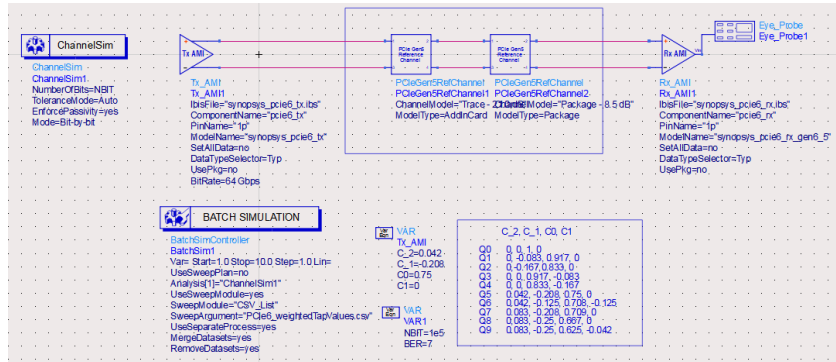 ChannelSim
ChannelSim
ChannelSim1
NumberOfBits=NBIT
ToleranceMode=Auto
EnforcePassivity=yes
Mode=Bit-by-bit
Tx AMI
Tx_AMI
Tx_AMI1
IbisFile="synopsys_pcie6_tx.ibs"
ComponentName="pcie6_tx"
PinName="1p"
ModelName="synopsys_pcie6_tx"
SetAllData=no
DataTypeSelector=Typ
UsePkg=no
BitRate=64 Gbps
PCIe Gen5
Reference
Channel
PCIeGen5RefChannel
PCIeGen5RefChannel1
ChannelModel="Trace -
ModelType=AddInCard
PCIe Gen5
Reference
Channel
PCIeGen5RefChannel
PCIeGen5RefChannel2
Model="Package - 8.5 dB"
ModelType=Package
Rx AMI
Eye_Probe
Eye_Probe1
Rx_AMI
Rx_AMI1
IbisFile="synopsys_pcie6_rx.ibs"
ComponentName="pcie6_rx"
PinName="1p"
ModelName="synopsys_pcie6_rx_gen6_5"
SetAllData=no
DataTypeSelector=Typ
UsePkg=no
BATCH SIMULATION
BatchSimController
BatchSim1
Var= Start=1.0 Stop=10.0 Step=1.0 Lin=
UseSweepPlan=no
Analysis[1]="ChannelSim1"
UseSweepModule=yes
SweepModule="CSV_List"
SweepArgument="PCIe6_weightedTapValues.csv"
UseSeparateProcess=yes
MergeDatasets=yes
RemoveDatasets=yes
Var
Eqn
VAR
Tx_AMI
C_2=0.042
C_1=-0.208
C0=0.75
C1=0
Var
Eqn
VAR
VAR1
NBIT=1e5
BER=7
C_2, C_1, C0, C1
Q0 0, 0, 1, 0
Q1 0, -0.083, 0.917, 0
Q2 0, -0.167, 0.833, 0
Q3 0, 0, 0.917, -0.083
Q4 0, 0, 0.833, -0.167
Q5 0.042, -0.208, 0.75, 0
Q6 0.042, -0.125, 0.708, -0.125
Q7 0.083, -0.208, 0.709, 0
Q8 0.083, -0.25, 0.667, 0
Q9 0.083, -0.25, 0.625, -0.042